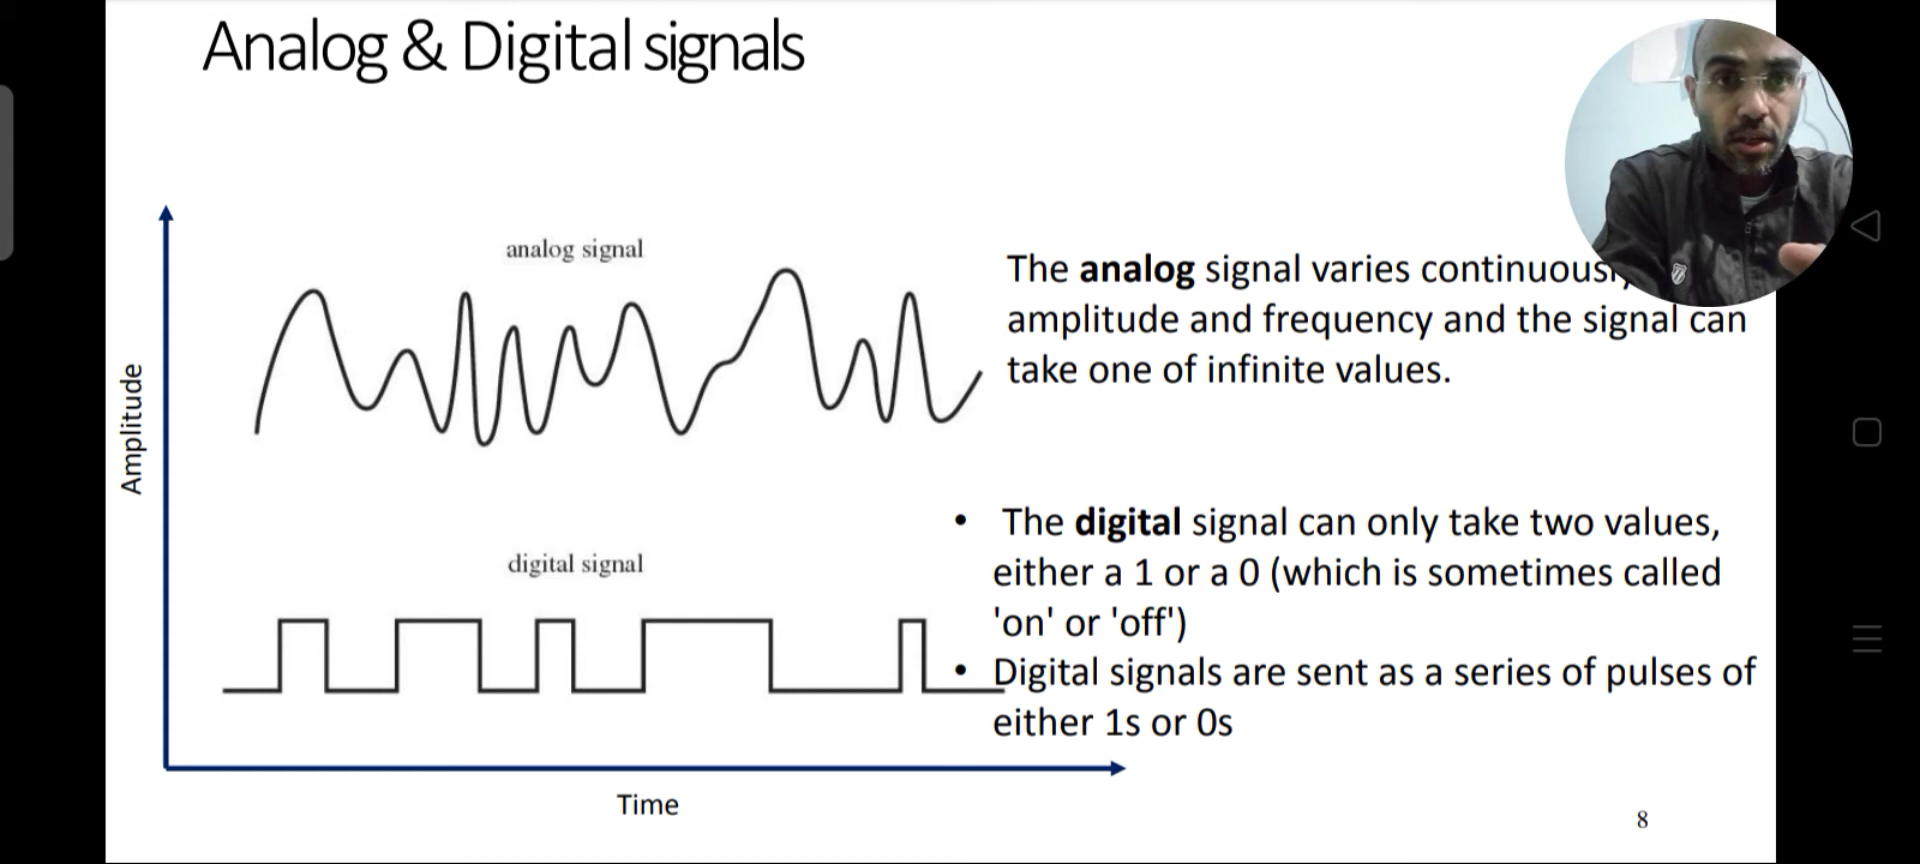 Analog & Digital signals
analog signal
The analog signal varies
amplitude and frequency and the signal can
take one of infinite values.
Amplitude
• The digital signal can only take two values,
digital signal
either a 1 or a 0 (which is sometimes called
'on' or 'off')
• Digital signals are sent as a series of pulses of
either 1s or 0s
Time
8